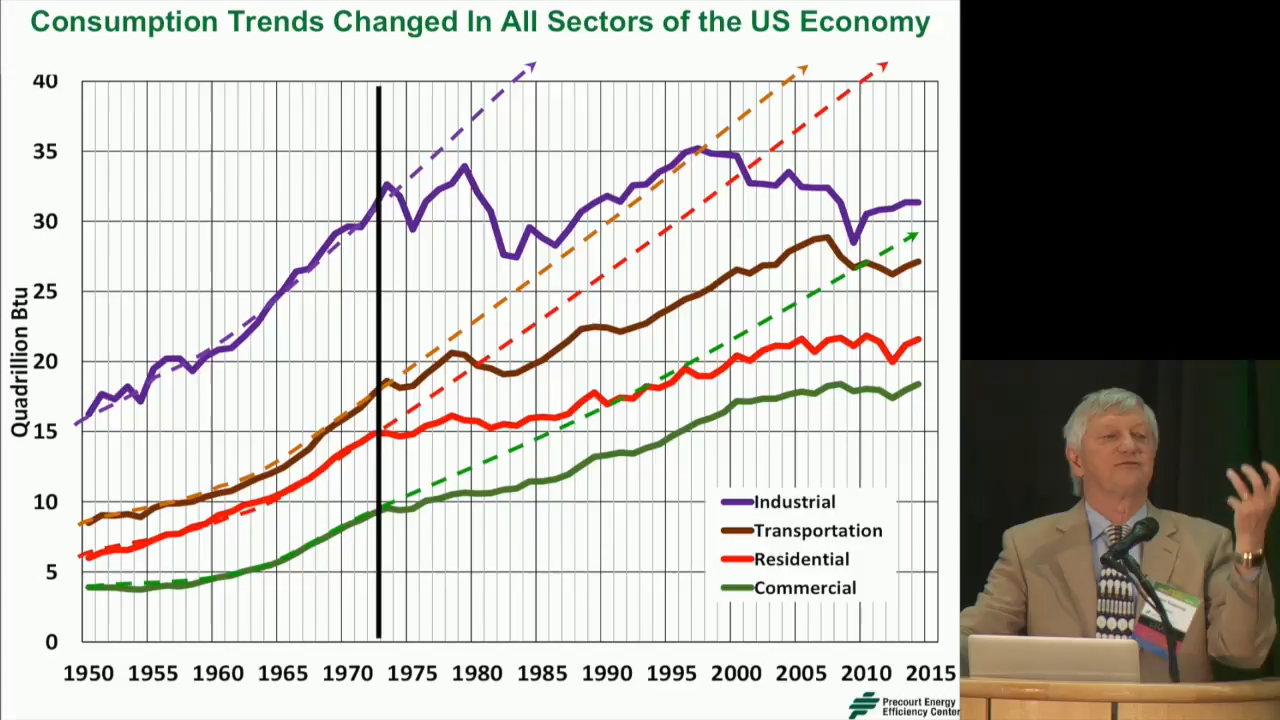 Consumption Trends Changed In All Sectors of the US Economy
40
35
30
25
20
15
10
5
0
Quadrillion Btu
Industrial
Transportation
Residential
Commercial
1950 1955 1960 1965 1970 1975 1980 1985 1990 1995 2000 2005 2010 2015
Precourt Energy
Efficiency Center